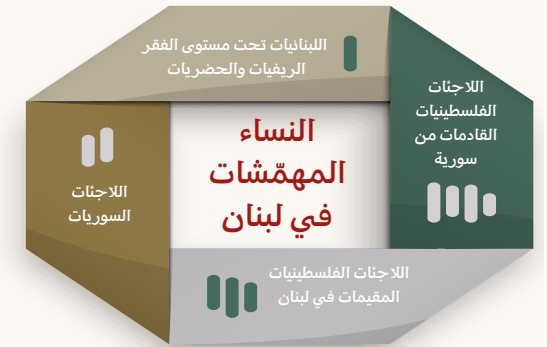 اللبنانيات تحت مستوى الفقر
الريفيات والحضريات
اللاجئات
الفلسطينيات
القادمات من
سورية
النساء
المهمّشات
في لبنان
اللاجئات
السوريات
اللاجئات الفلسطينيات
المقيمات في لبنان